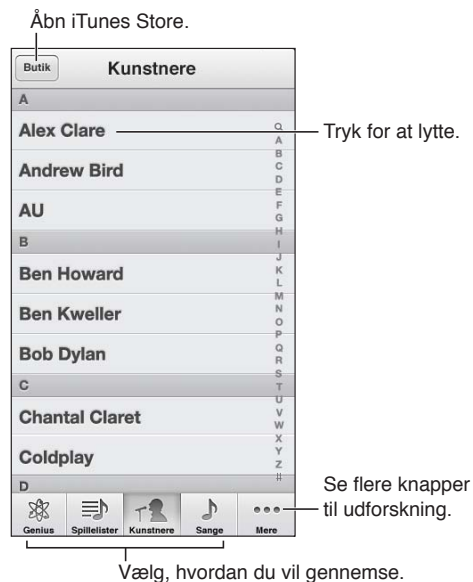 Åbn iTunes Store.
Butik
Kunstnere
A
Alex Clare
Tryk for at lytte.
Andrew Bird
AU
B
Ben Howard
Ben Kweller
Bob Dylan
C
Chantal Claret
Coldplay
D
Q
A
B
C
D
E
F
G
H
I
J
K
L
M
N
O
P
Q
R
S
T
U
V
W
X
Y
Z
#
Se flere knapper
til udforskning.
Genius
Spillelister
Kunstnere
Sange
Mere
Vælg, hvordan du vil gennemse.